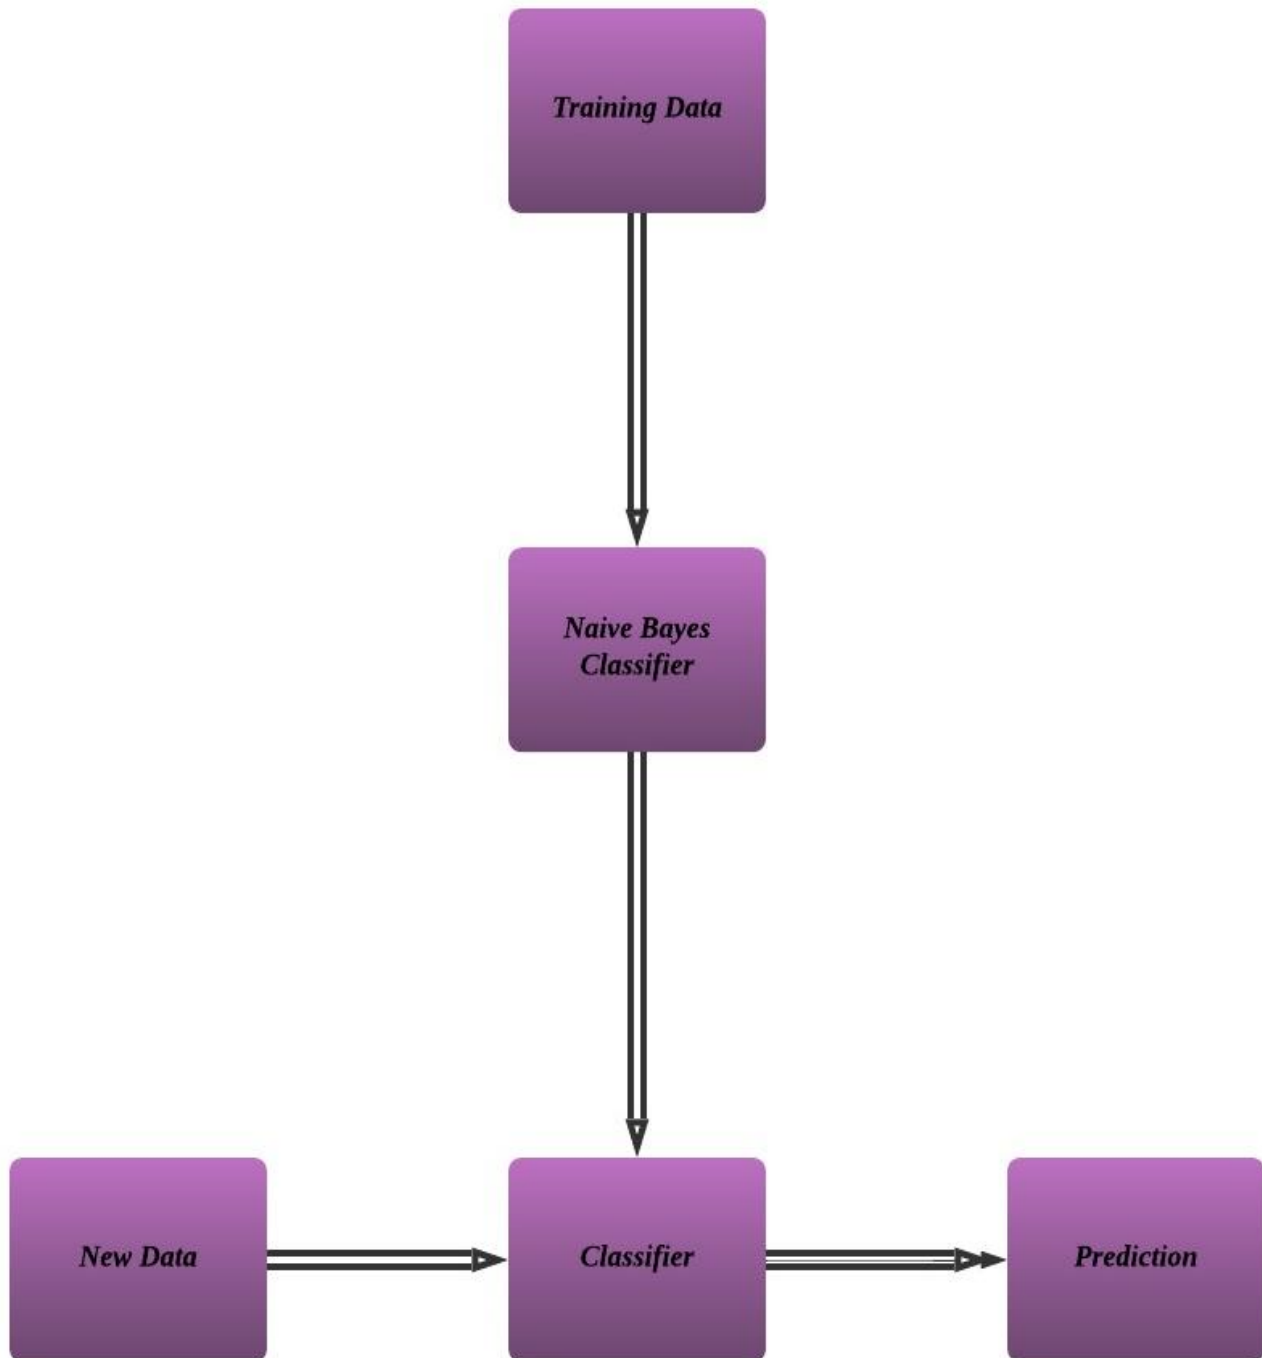 Training Data
Naive Bayes
Classifier
New Data
Classifier
Prediction